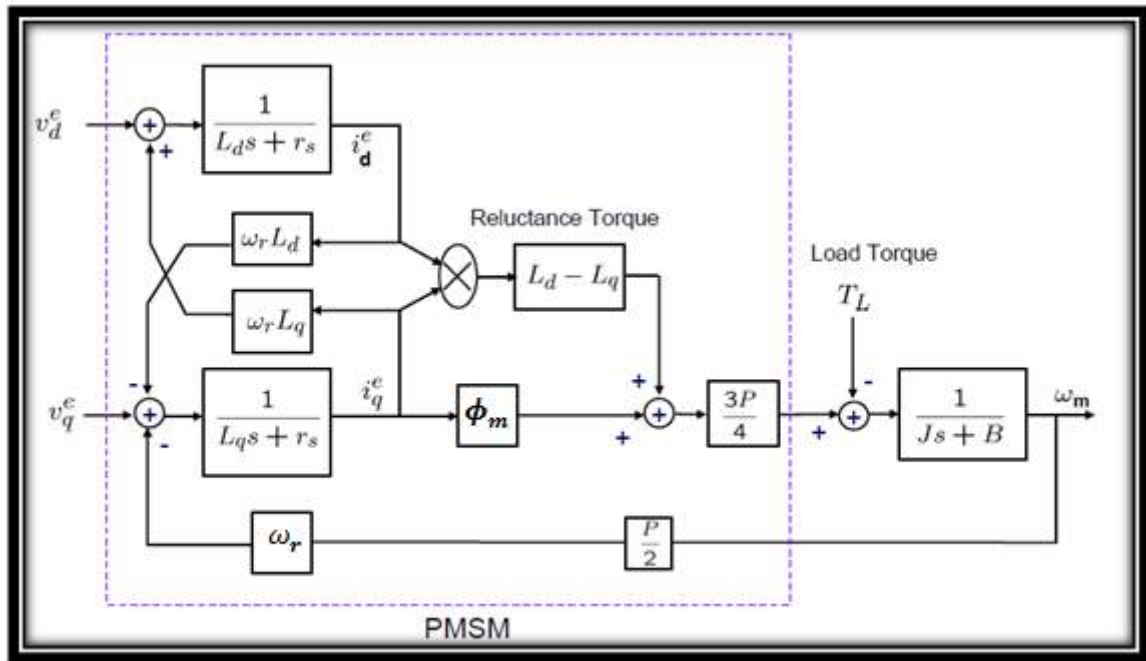 v_d^e
+
+
1
L_d s + r_s
i_d^e
ω_r L_d
ω_r L_q
Reluctance Torque
L_d − L_q
Load Torque
T_L
-
v_q^e
+
-
1
L_q s + r_s
i_q^e
ϕ_m
+
+
+
3P
4
-
+
+
1
Js + B
ω_m
ω_r
P
2
PMSM